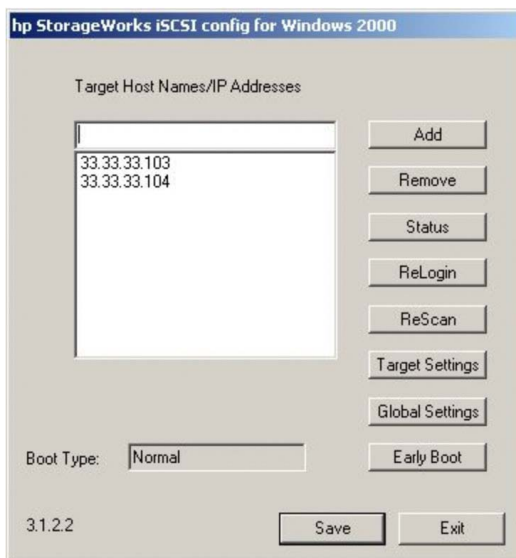 hp StorageWorks iSCSI config for Windows 2000
Target Host Names/IP Addresses
Add
33.33.33.103
33.33.33.104
Remove
Status
ReLogin
ReScan
Target Settings
Global Settings
Boot Type: Normal
Early Boot
3.1.2.2
Save
Exit